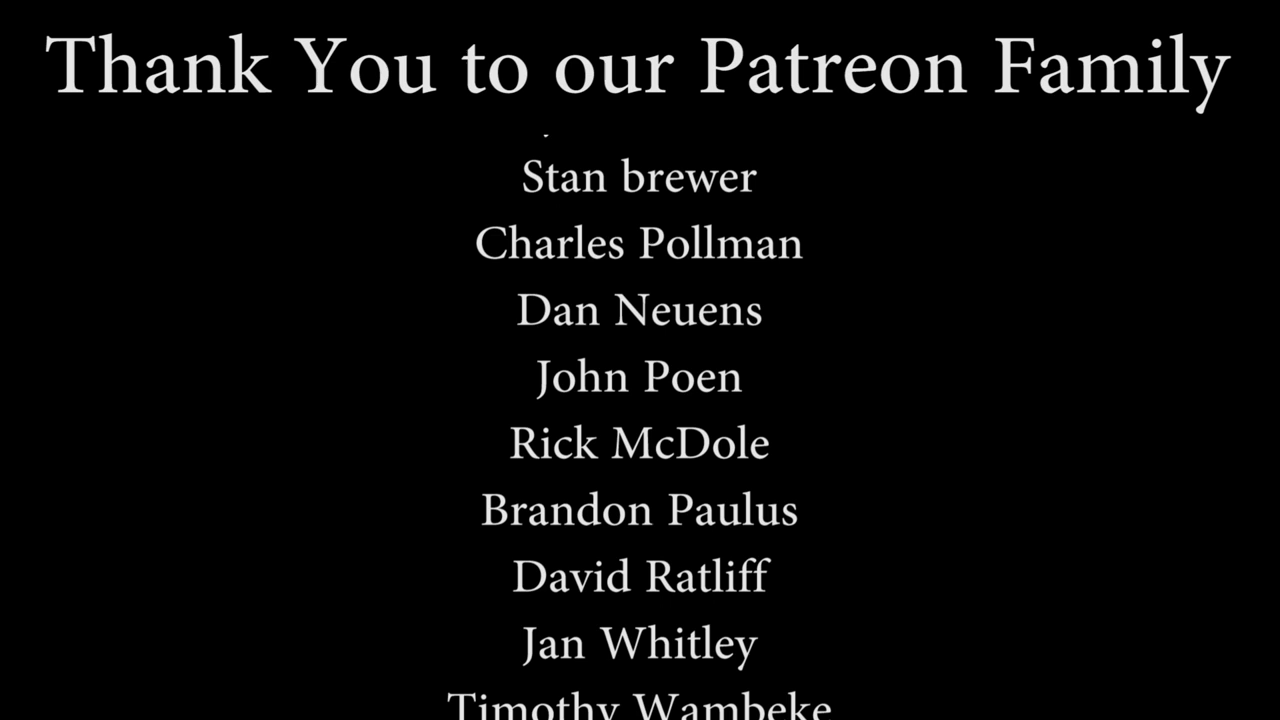 Thank You to our Patreon Family
Stan brewer
Charles Pollman
Dan Neuens
John Poen
Rick McDole
Brandon Paulus
David Ratliff
Jan Whitley
Timothy Wambeke